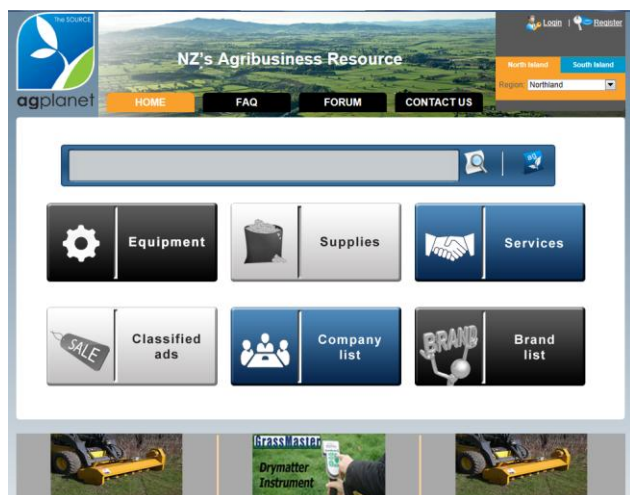 The SOURCE
agplanet
NZ's Agribusiness Resource
Login | Register
North Island South Island
Region: Northland
HOME FAQ FORUM CONTACT US
Equipment
Supplies
Services
SALE
Classified
ads
Company
list
BRAND
Brand
list
GrassMaster
Drymatter
Instrument